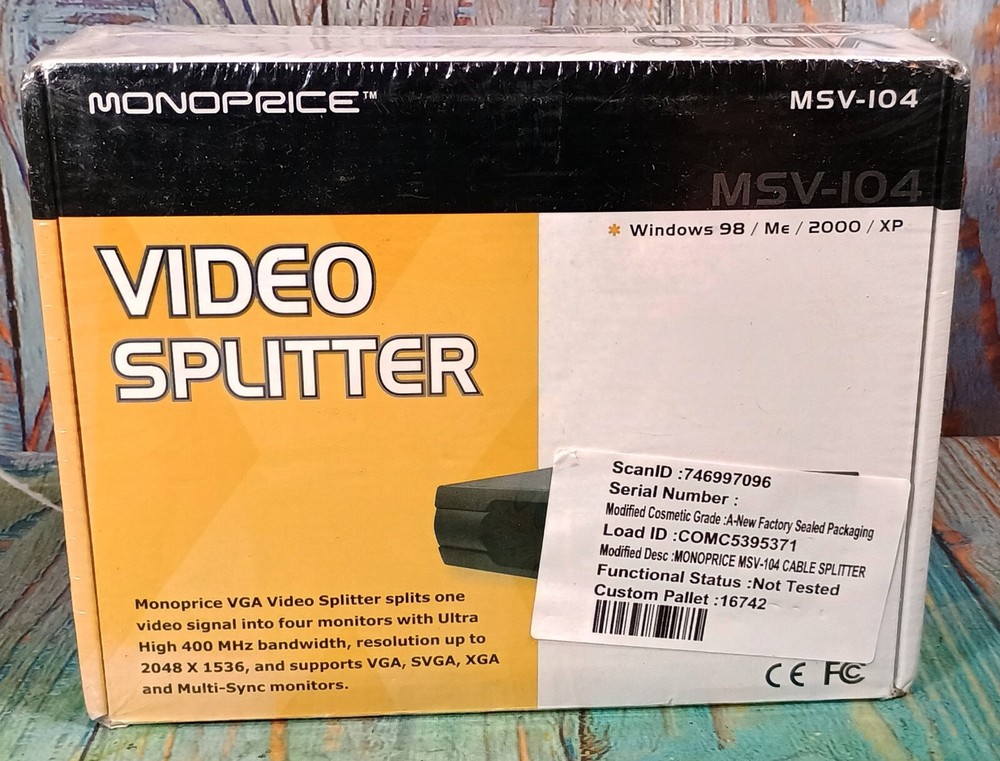 VIDEO
SPLITTER
MONOPRICE™
MSV-104
MSV-104
* Windows 98 / Me / 2000 / XP
VIDEO
SPLITTER
ScanID :746997096
Serial Number :
Modified Cosmetic Grade :A-New Factory Sealed Packaging
Load ID :COMC5395371
Modified Desc :MONOPRICE MSV-104 CABLE SPLITTER
Functional Status :Not Tested
Custom Pallet :16742
Monoprice VGA Video Splitter splits one
video signal into four monitors with Ultra
High 400 MHz bandwidth, resolution up to
2048 X 1536, and supports VGA, SVGA, XGA
and Multi-Sync monitors.
CE FC